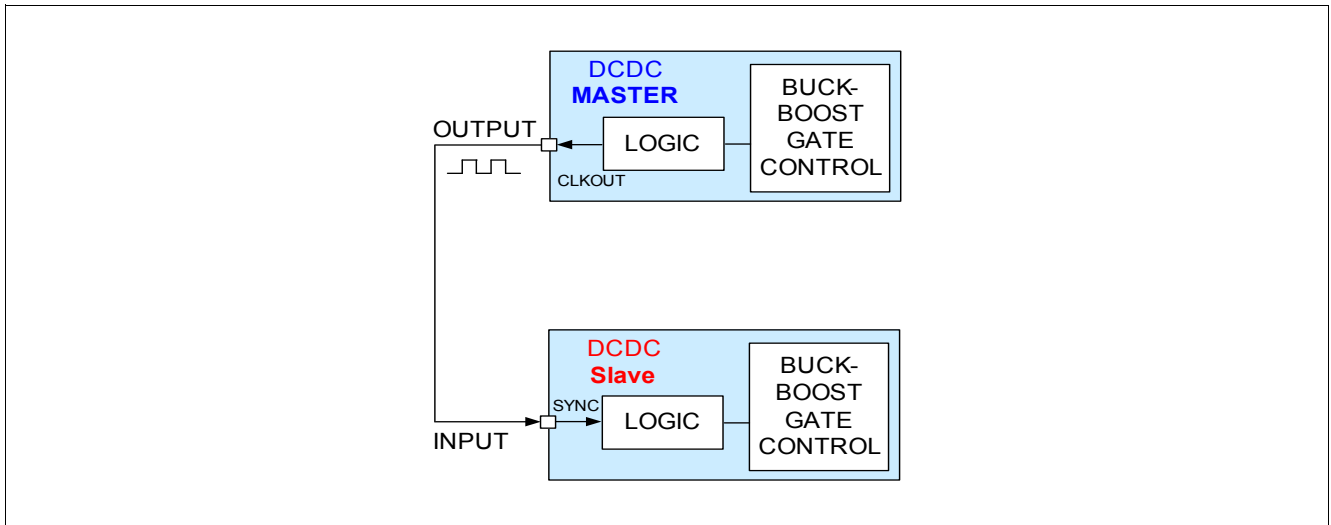 DCDC
MASTER
BUCK-
BOOST
GATE
CONTROL
OUTPUT
LOGIC
CLKOUT
DCDC
Slave
BUCK-
BOOST
GATE
CONTROL
SYNC
LOGIC
INPUT